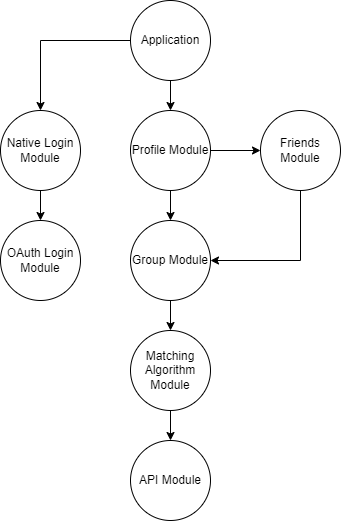 Application
Native Login
Module
Profile Module
Friends
Module
OAuth Login
Module
Group Module
Matching
Algorithm
Module
API Module